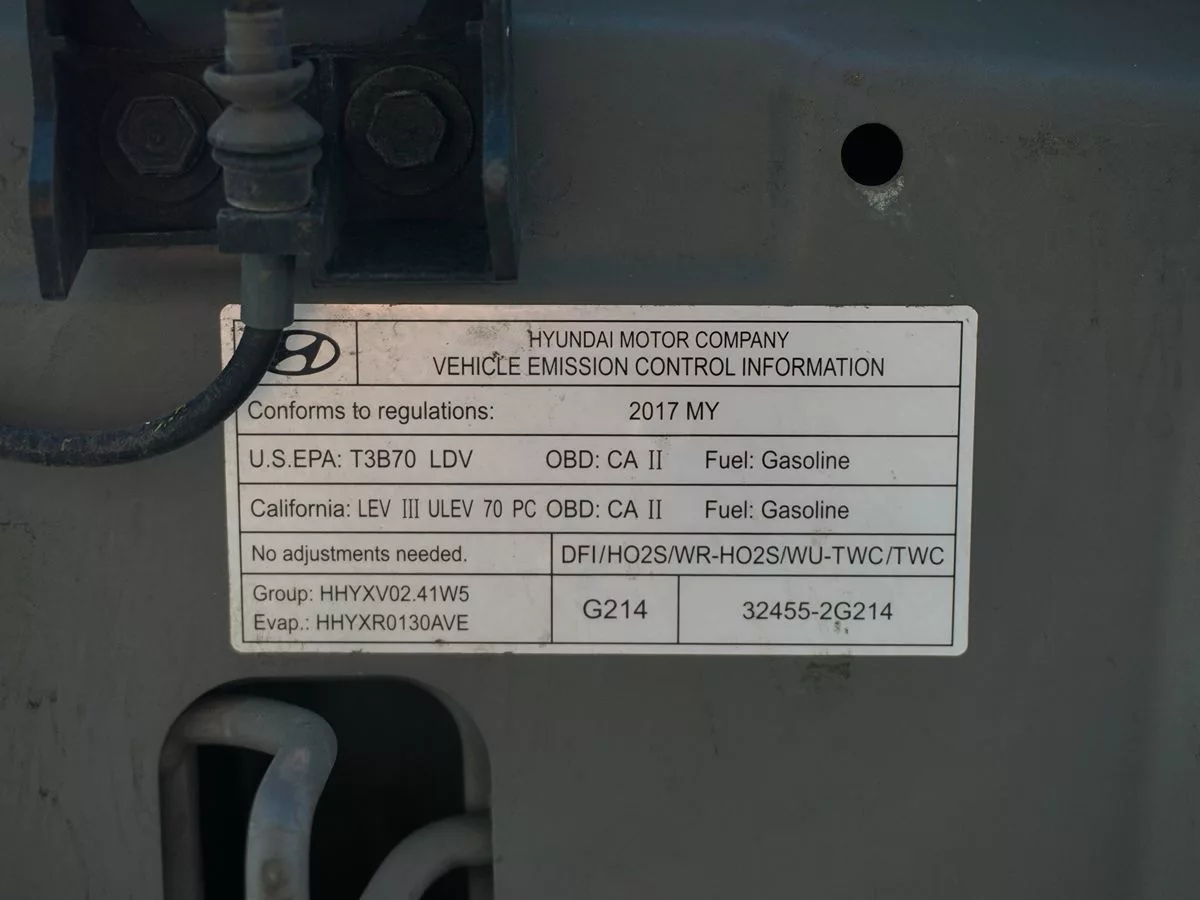 HYUNDAI MOTOR COMPANY
VEHICLE EMISSION CONTROL INFORMATION
Conforms to regulations: 2017 MY
U.S.EPA: T3B70 LDV OBD: CA II Fuel: Gasoline
California: LEV III ULEV 70 PC OBD: CA II Fuel: Gasoline
No adjustments needed. DFI/HO2S/WR-HO2S/WU-TWC/TWC
Group: HHYXV02.41W5
Evap.: HHYXR0130AVE
G214
32455-2G214